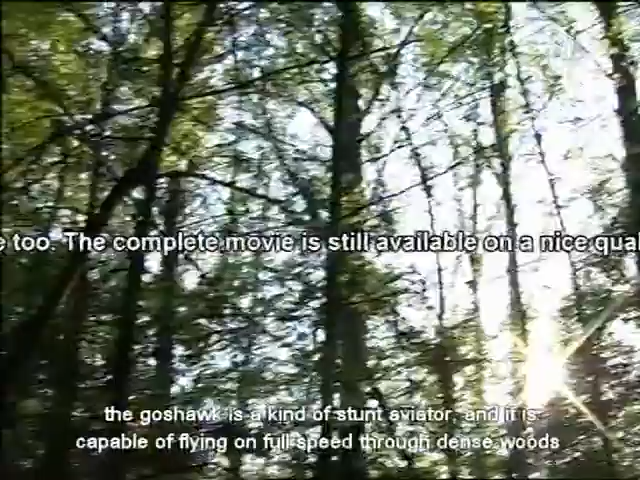 e too. The complete movie is still available on a nice qual
the goshawk is a kind of stunt aviator, and it is
capable of flying on full speed through dense woods